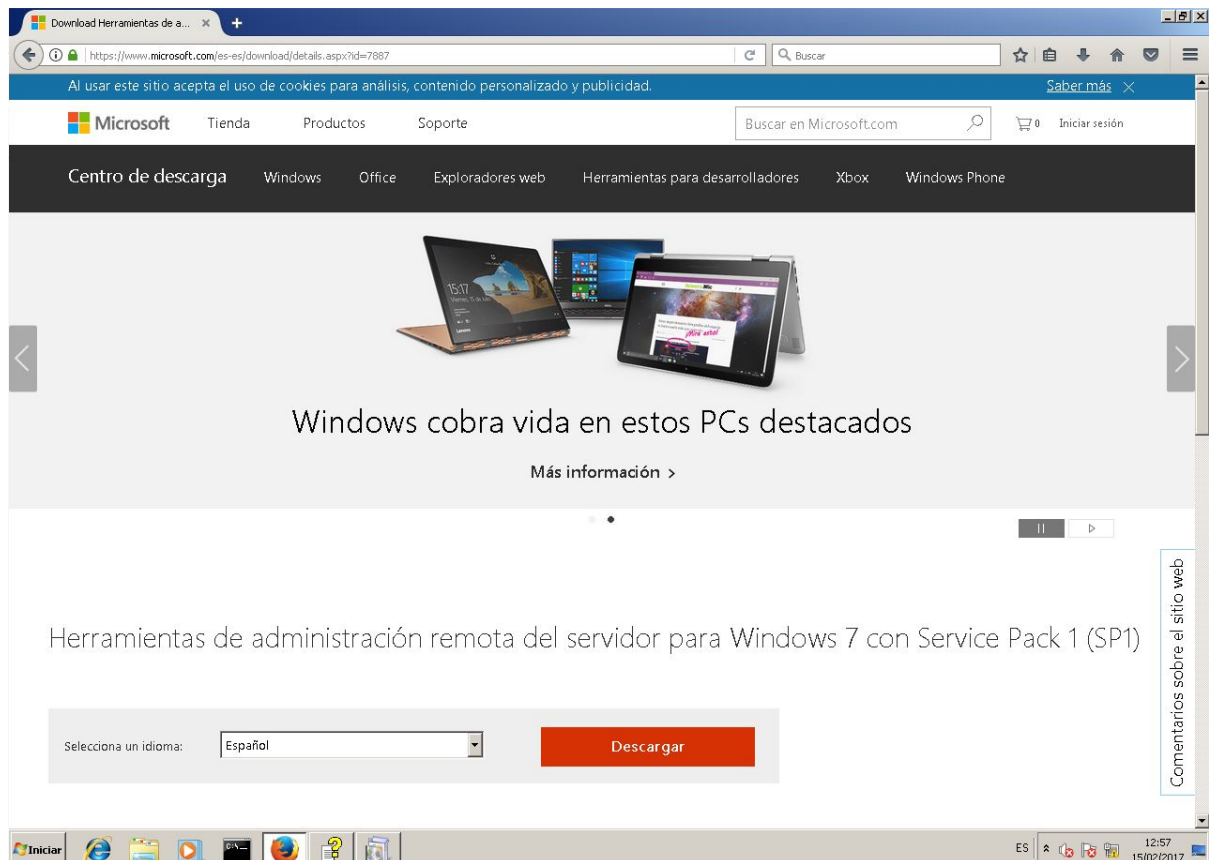 Download Herramientas de a...
https://www.microsoft.com/es-es/download/details.aspx?id=7887
Buscar
Al usar este sitio acepta el uso de cookies para análisis, contenido personalizado y publicidad.
Saber más
Microsoft
Tienda
Productos
Soporte
Buscar en Microsoft.com
0
Iniciar sesión
Centro de descarga
Windows
Office
Exploradores web
Herramientas para desarrolladores
Xbox
Windows Phone
15:17
Windows cobra vida en estos PCs destacados
Más información >
Comentarios sobre el sitio web
Herramientas de administración remota del servidor para Windows 7 con Service Pack 1 (SP1)
Selecciona un idioma:
Español
Descargar
Iniciar
ES
12:57
15/02/2017